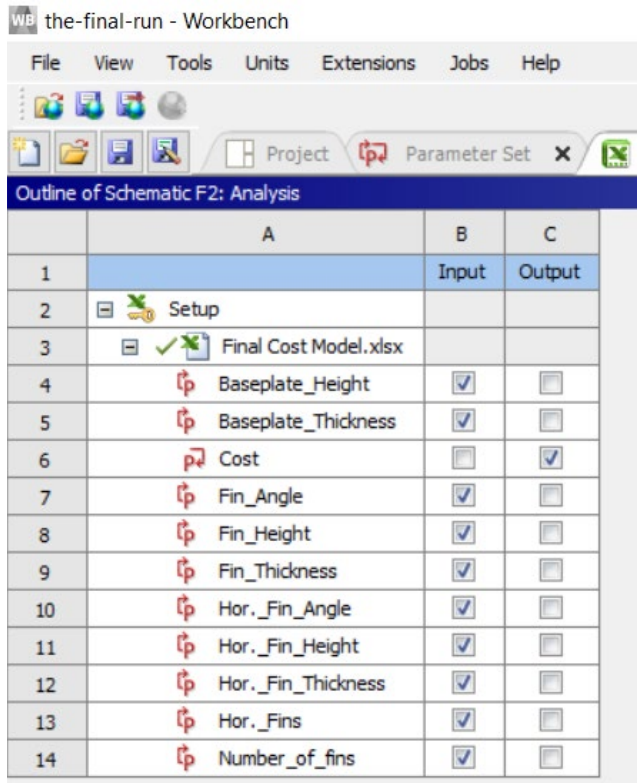 WB the-final-run - Workbench
File View Tools Units Extensions Jobs Help
Project Parameter Set
Outline of Schematic F2: Analysis
A B C
1 Input Output
2 Setup
3 Final Cost Model.xlsx
4 Baseplate_Height
5 Baseplate_Thickness
6 Cost
7 Fin_Angle
8 Fin_Height
9 Fin_Thickness
10 Hor._Fin_Angle
11 Hor._Fin_Height
12 Hor._Fin_Thickness
13 Hor._Fins
14 Number_of_fins